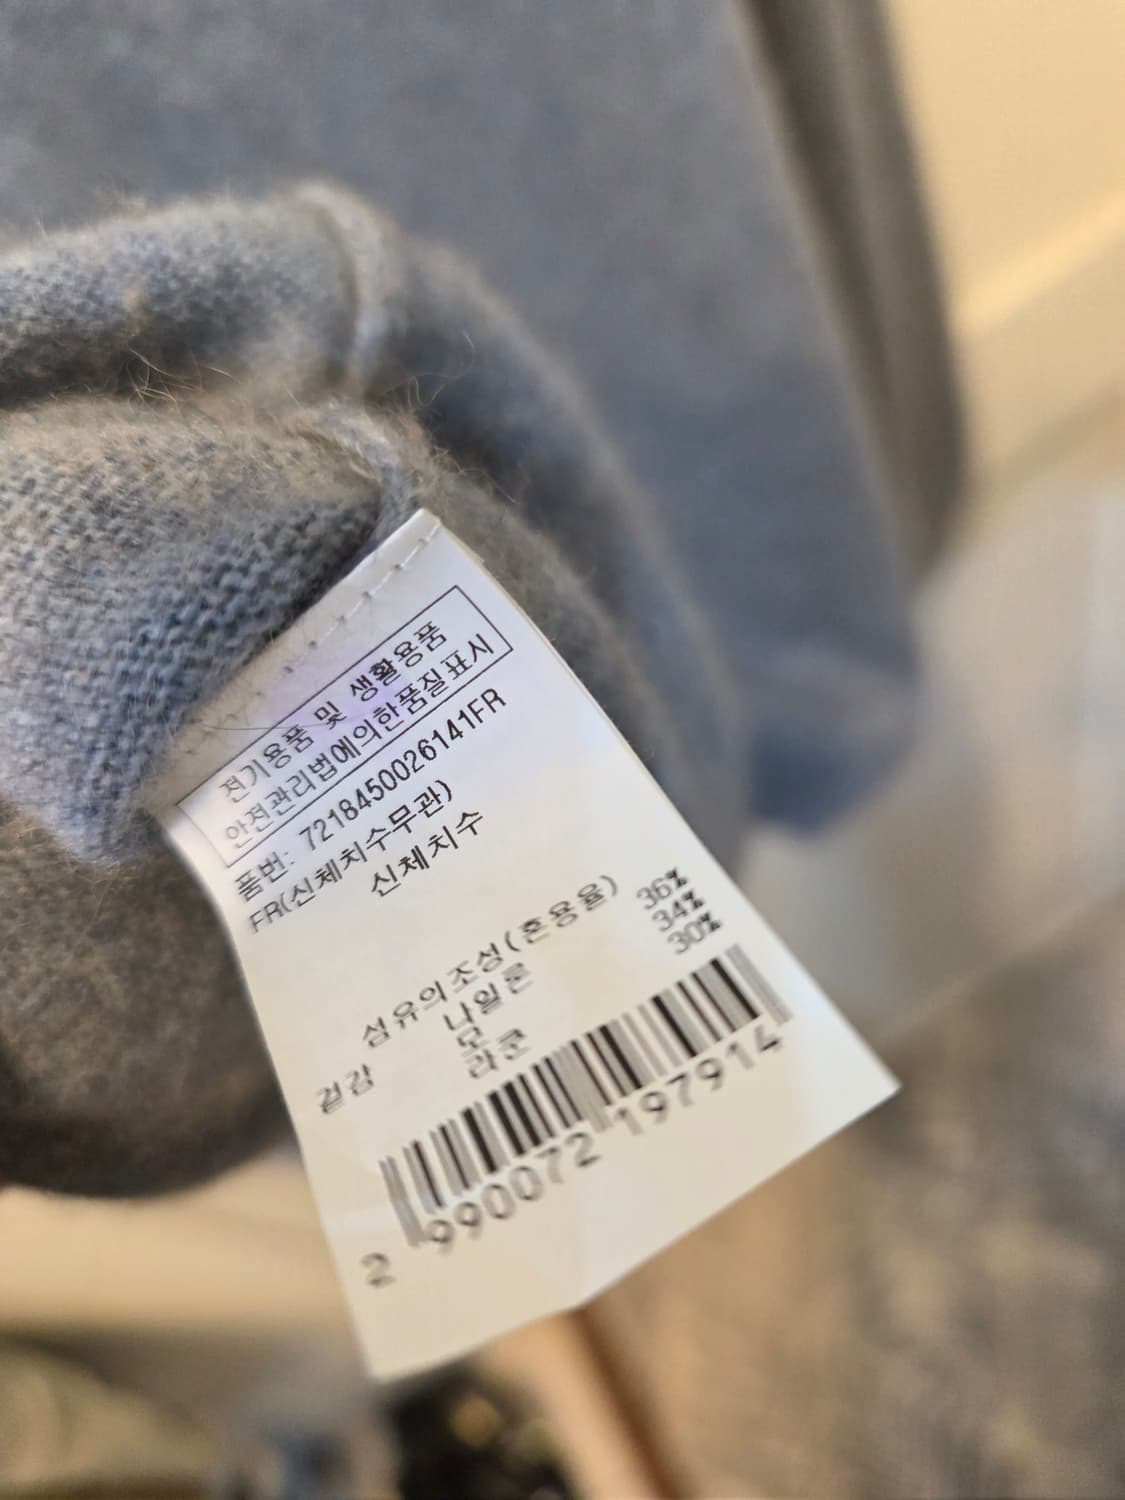 전기용품 및 생활용품
안전관리법에의한품질표시
품번: 7218450026141FR
FR(신체치수무관)
신체치수
섬유의조성(혼용율)
겉감 나일론 36%
모 34%
라쿤 30%
2 990072 197914